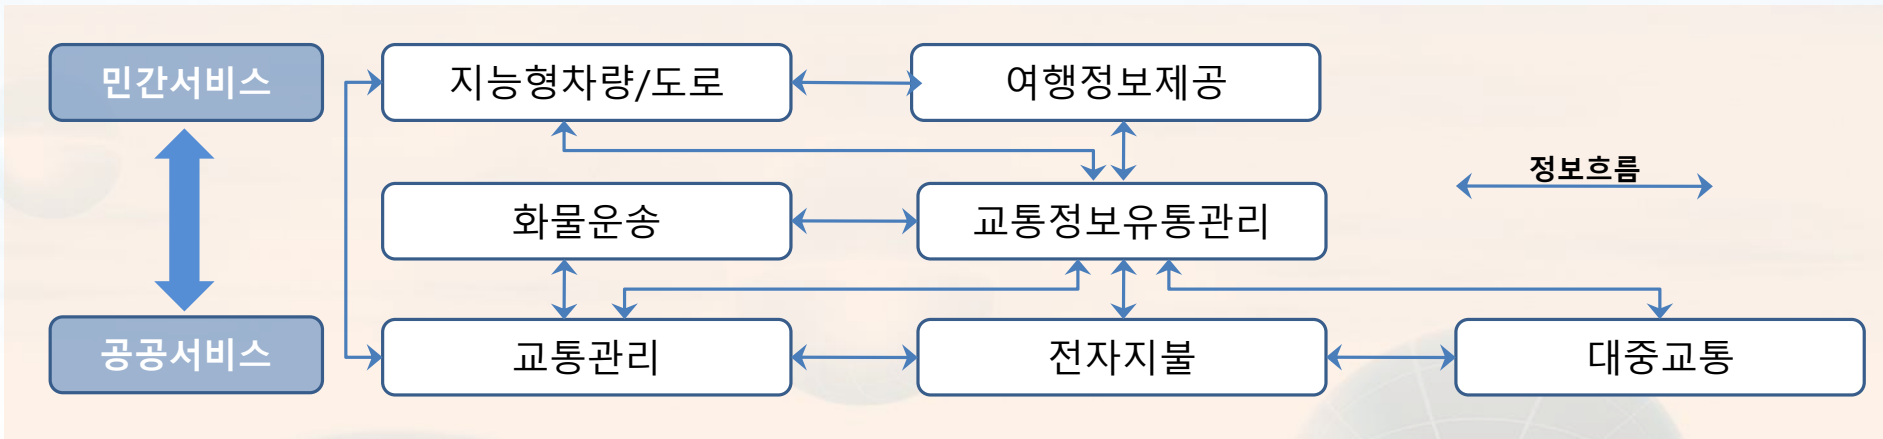 민간서비스
지능형차량/도로
여행정보제공
정보흐름
화물운송
교통정보유통관리
공공서비스
교통관리
전자지불
대중교통